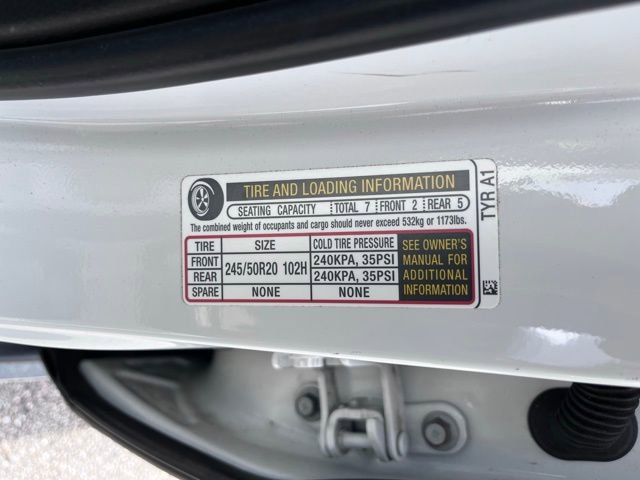 TIRE AND LOADING INFORMATION
SEATING CAPACITY TOTAL 7 FRONT 2 REAR 5
The combined weight of occupants and cargo should never exceed 532kg or 1173lbs.
TIRE SIZE COLD TIRE PRESSURE
FRONT 245/50R20 102H 240KPA, 35PSI
REAR 240KPA, 35PSI
SPARE NONE NONE
SEE OWNER'S
MANUAL FOR
ADDITIONAL
INFORMATION
TYR A1